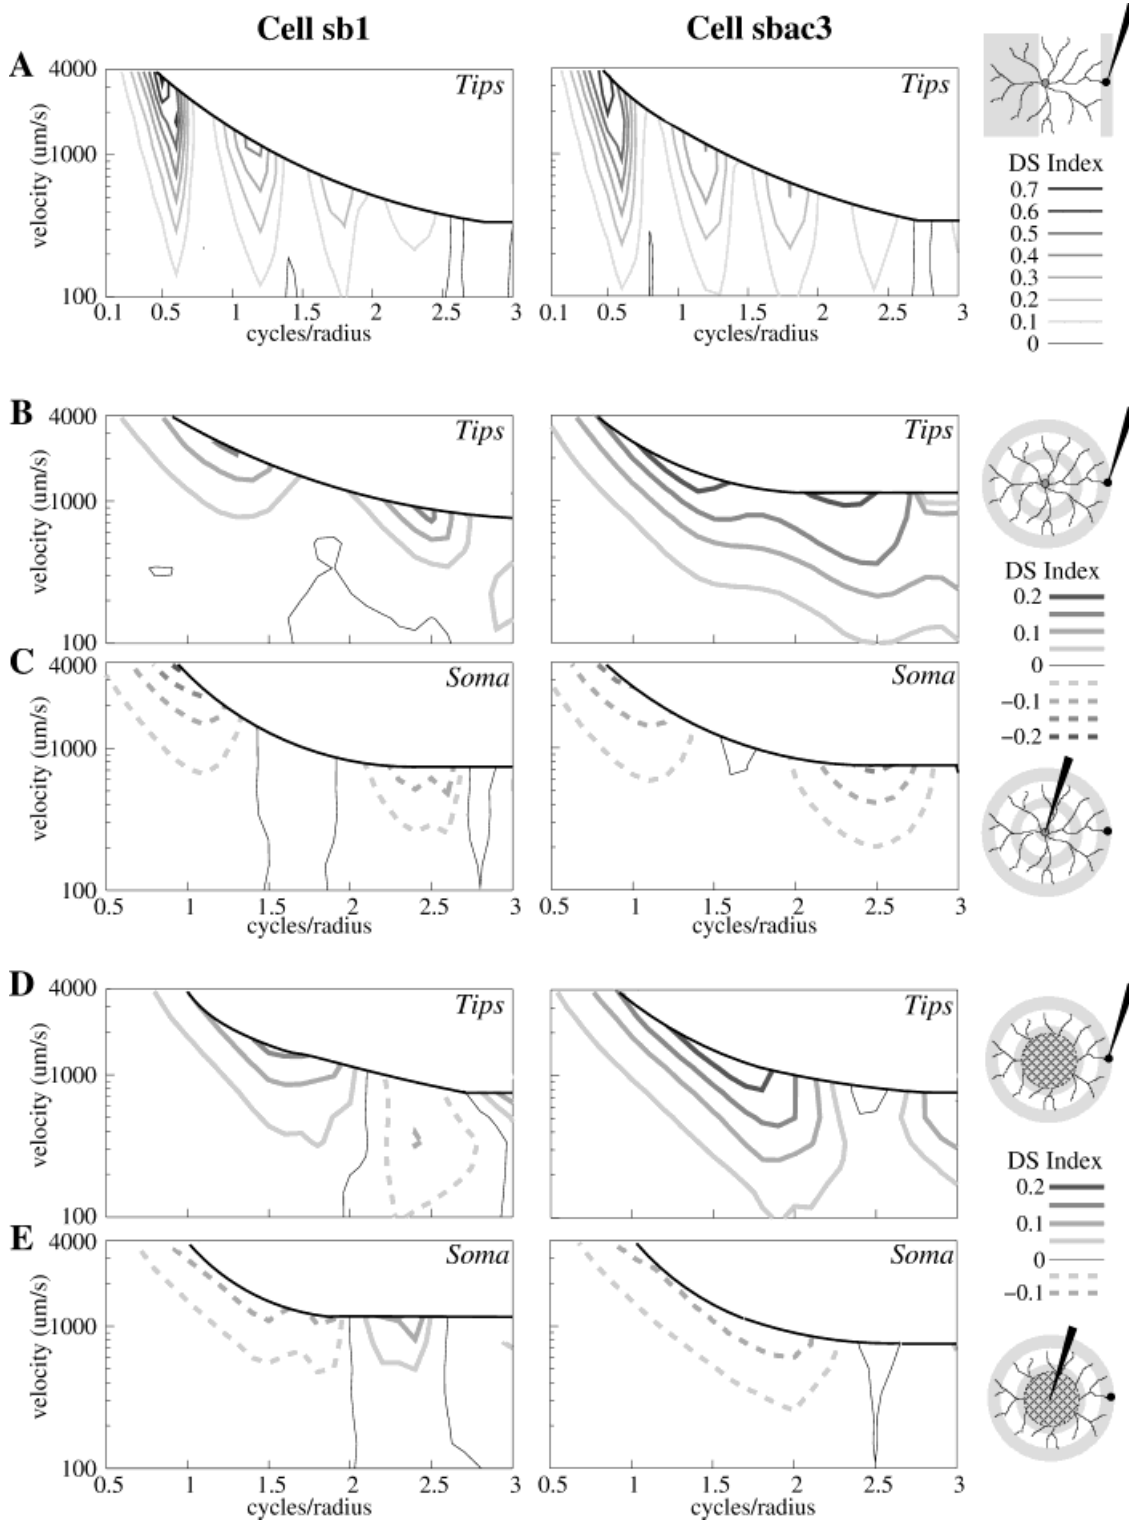 Cell sb1 Cell sbac3
A
4000 Tips Tips
1000
100
velocity (um/s)
0.1 0.5 1 1.5 2 2.5 3 0.1 0.5 1 1.5 2 2.5 3
cycles/radius cycles/radius
DS Index
0.7
0.6
0.5
0.4
0.3
0.2
0.1
0
B
4000 Tips Tips
1000
100
velocity (um/s)
C
4000 Soma Soma
1000
100
velocity (um/s)
0.5 1 1.5 2 2.5 3 0.5 1 1.5 2 2.5 3
cycles/radius cycles/radius
DS Index
0.2
0.1
0
−0.1
−0.2
D
4000 Tips Tips
1000
100
velocity (um/s)
E
4000 Soma Soma
1000
100
velocity (um/s)
0.5 1 1.5 2 2.5 3 0.5 1 1.5 2 2.5 3
cycles/radius cycles/radius
DS Index
0.2
0.1
0
−0.1